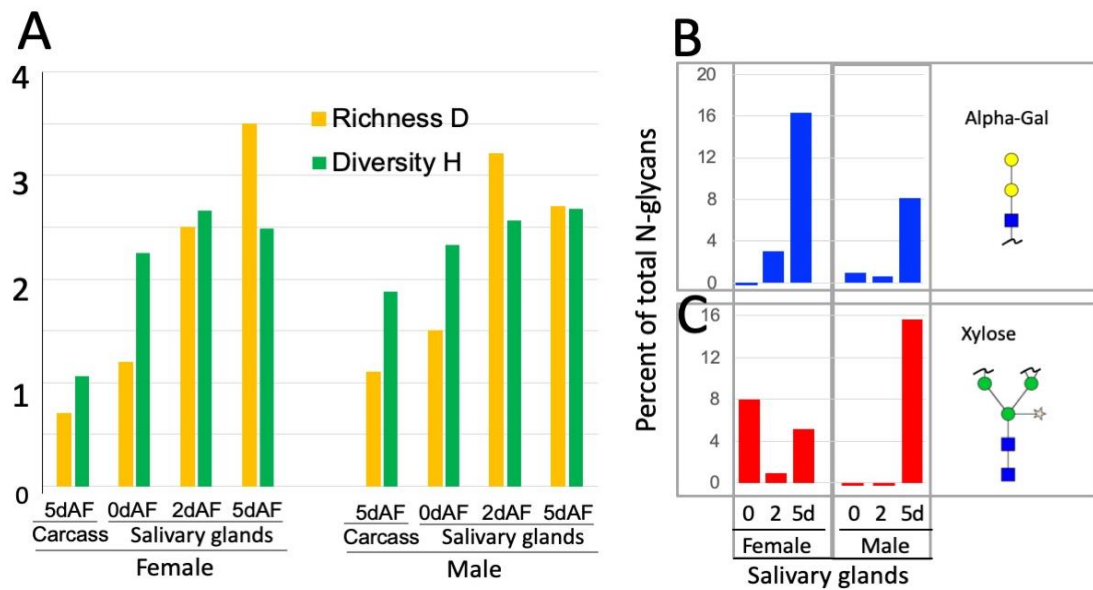 A
4
3
2
1
0
Richness D
Diversity H
5dAF 0dAF 2dAF 5dAF
Carcass Salivary glands
Female
5dAF 0dAF 2dAF 5dAF
Carcass Salivary glands
Male
Percent of total N-glycans
B
20
16
12
8
4
0
Alpha-Gal
C
16
12
8
4
0
Xylose
0 2 5d 0 2 5d
Female Male
Salivary glands